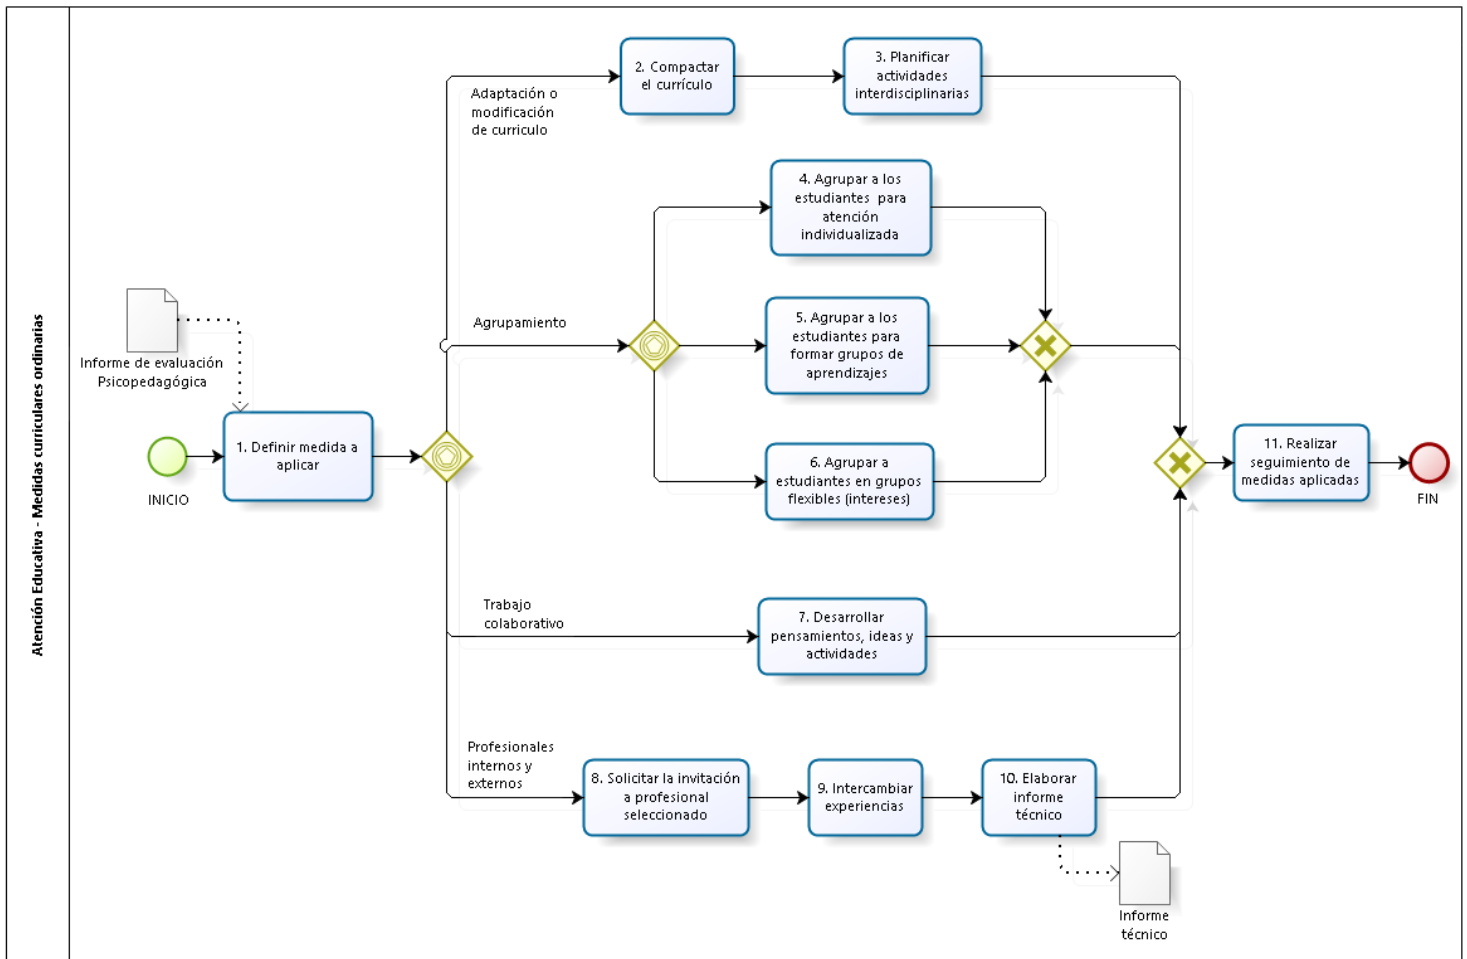 Atención Educativa - Medidas curriculares ordinarias
Informe de evaluación
Psicopedagógica
INICIO
1. Definir medida a
aplicar
Adaptación o
modificación
de curriculo
2. Compactar
el currículo
3. Planificar
actividades
interdisciplinarias
Agrupamiento
4. Agrupar a los
estudiantes para
atención
individualizada
5. Agrupar a los
estudiantes para
formar grupos de
aprendizajes
6. Agrupar a
estudiantes en grupos
flexibles (intereses)
Trabajo
colaborativo
7. Desarrollar
pensamientos, ideas y
actividades
Profesionales
internos y
externos
8. Solicitar la invitación
a profesional
seleccionado
9. Intercambiar
experiencias
10. Elaborar
informe
técnico
Informe
técnico
11. Realizar
seguimiento de
medidas aplicadas
FIN